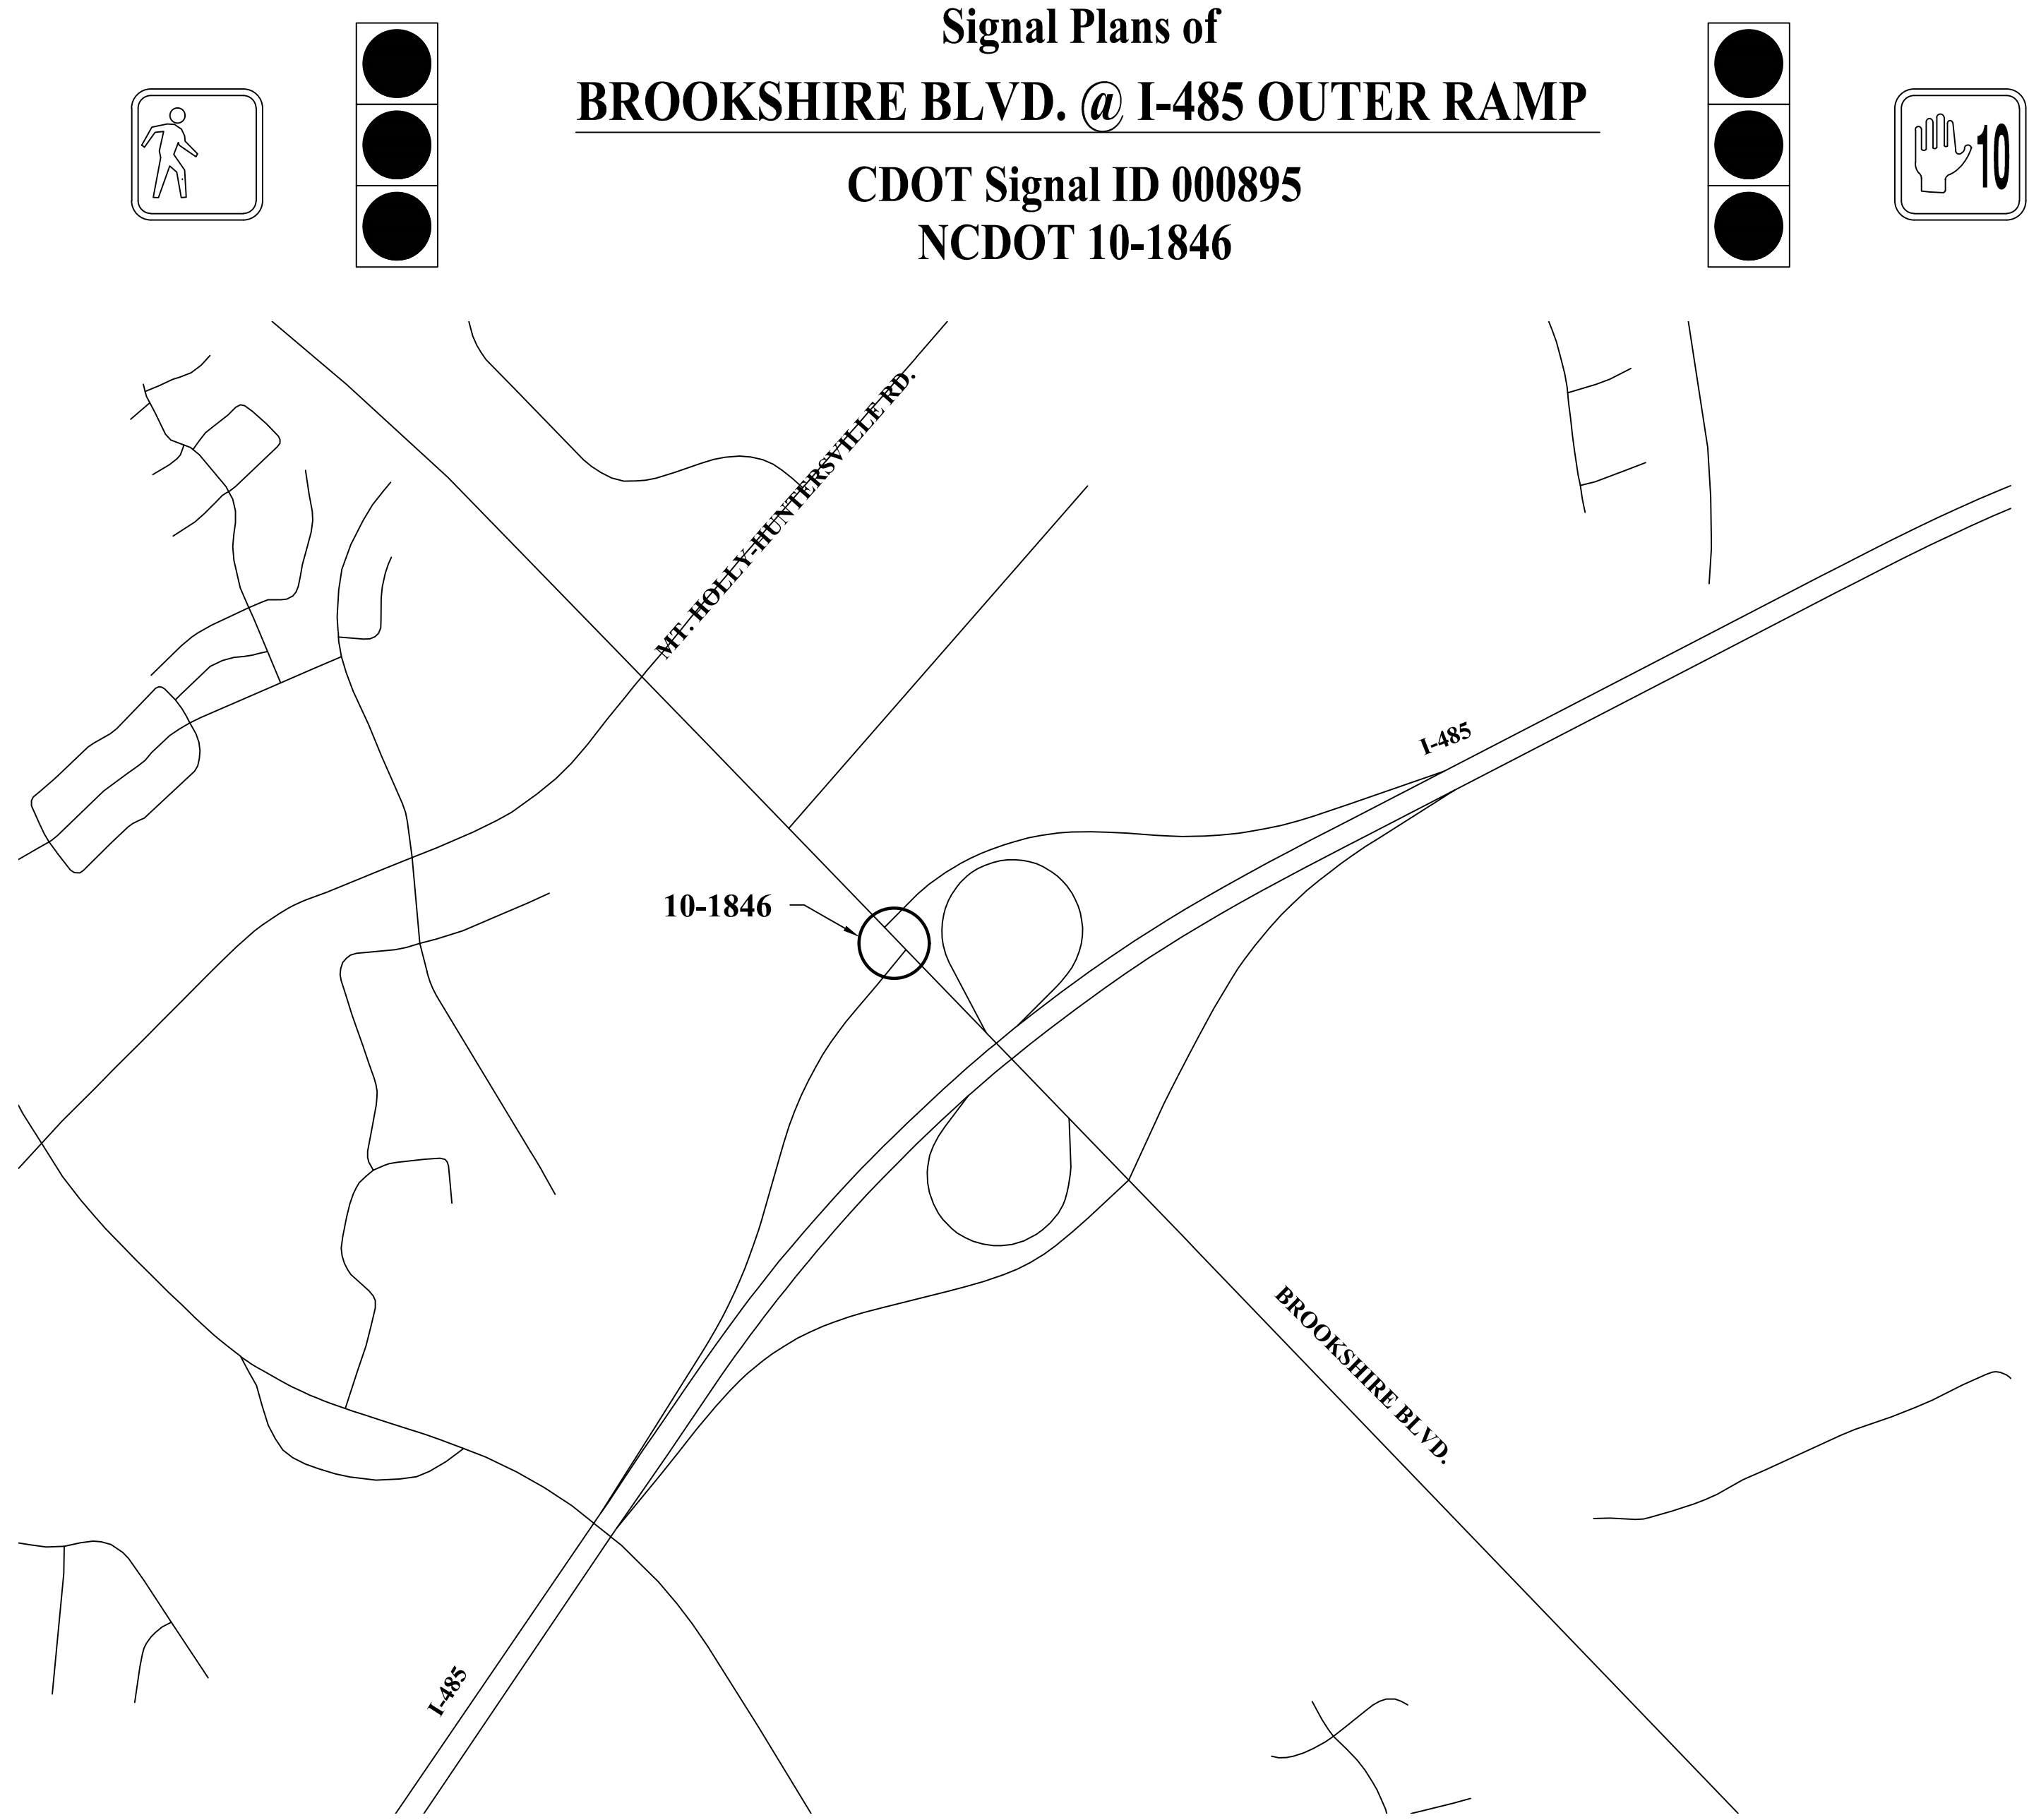 Signal Plans of
BROOKSHIRE BLVD. @ I-485 OUTER RAMP
CDOT Signal ID 000895
NCDOT 10-1846
10
MT. HOLLY-HUNTERSVILLE RD.
I-485
10-1846
BROOKSHIRE BLVD.
I-485